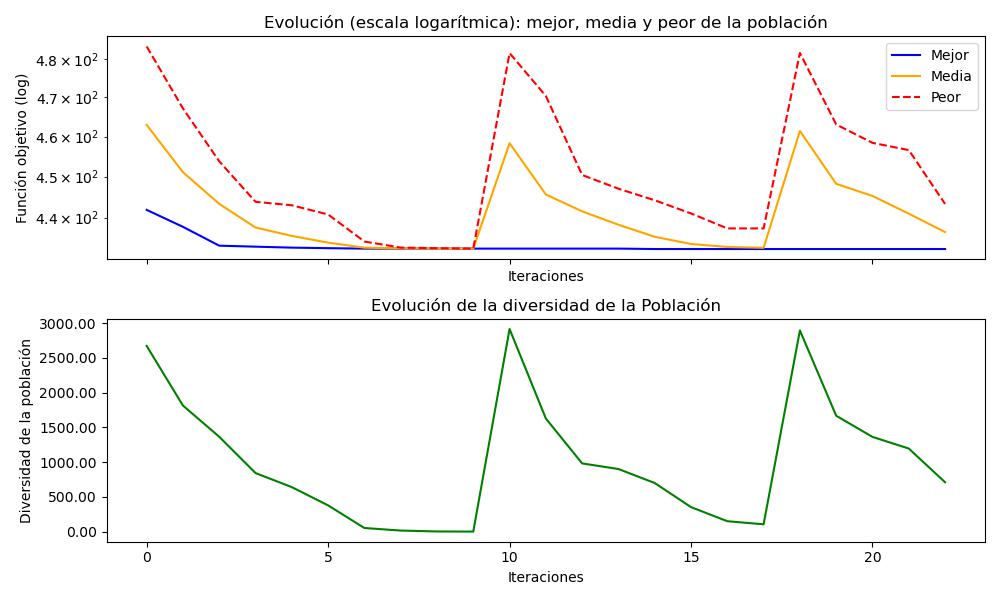 Evolución (escala logarítmica): mejor, media y peor de la población
Función objetivo (log)
4.8 × 10²
4.7 × 10²
4.6 × 10²
4.5 × 10²
4.4 × 10²
Mejor
Media
Peor
Iteraciones
Evolución de la diversidad de la Población
Diversidad de la población
3000.00
2500.00
2000.00
1500.00
1000.00
500.00
0.00
0 5 10 15 20
Iteraciones